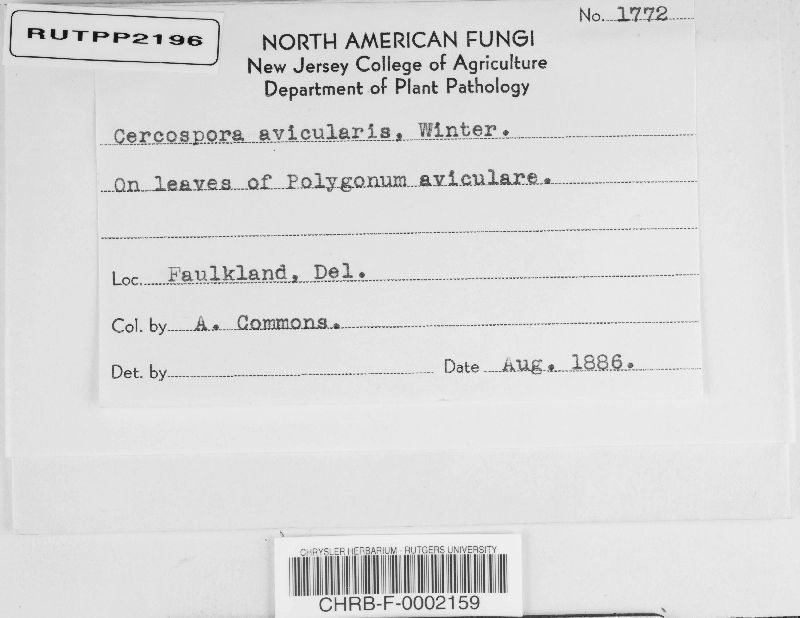 RUTPP2196
No. 1772
NORTH AMERICAN FUNGI
New Jersey College of Agriculture
Department of Plant Pathology
Cercospora avicularis, Winter.
On leaves of Polygonum aviculare.
Loc. Faulkland, Del.
Col. by A. Commons.
Det. by
Date Aug. 1886.
CHRYSLER HERBARIUM - RUTGERS UNIVERSITY
CHRB-F-0002159